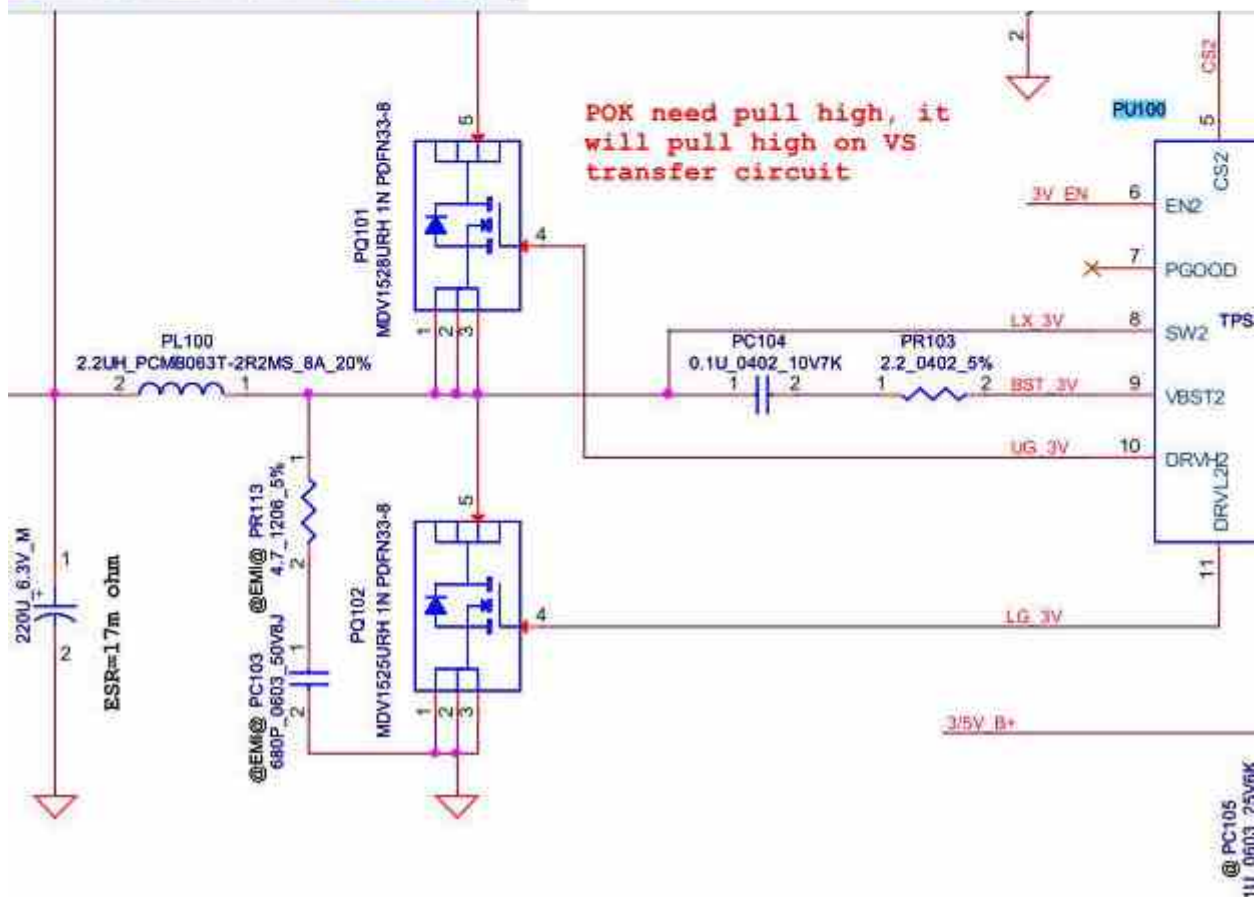 POK need pull high, it
will pull high on VS
transfer circuit
PU100
2
CS2
5
CS2
3V_EN
6
EN2
7
PGOOD
LX_3V
8
SW2
TPS
BST_3V
9
VBST2
UG_3V
10
DRVH2
DRVL2
11
LG_3V
3/5V_B+
PQ101
MDV1528URH 1N PDFN33-8
5
4
1
2
3
PL100
2.2UH_PCMB063T-2R2MS_8A_20%
2
1
PC104
0.1U_0402_10V7K
1
2
PR103
2.2_0402_5%
1
2
@EMI@ PR113
4.7_1206_5%
1
2
@EMI@ PC103
680P_0603_50V8J
1
2
PQ102
MDV1525URH 1N PDFN33-8
5
4
1
2
3
220U_6.3V_M
1
+
2
ESR=17m ohm
@ PC105
1U_0603_25V6K